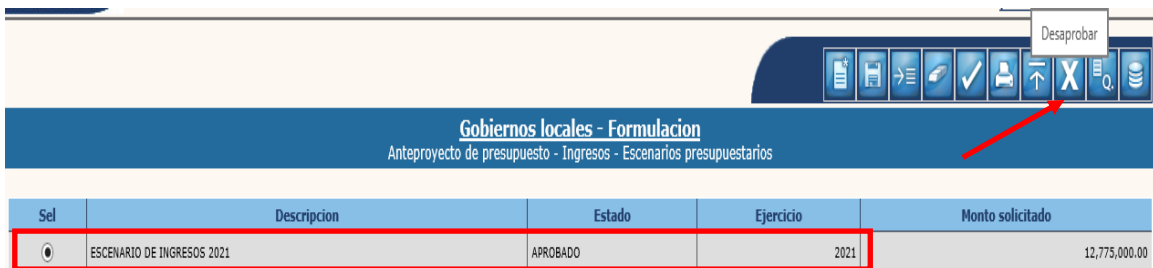 Desaprobar
X Q.
Gobiernos locales - Formulacion
Anteproyecto de presupuesto - Ingresos - Escenarios presupuestarios
Sel Descripcion Estado Ejercicio Monto solicitado
ESCENARIO DE INGRESOS 2021 APROBADO 2021 12,775,000.00